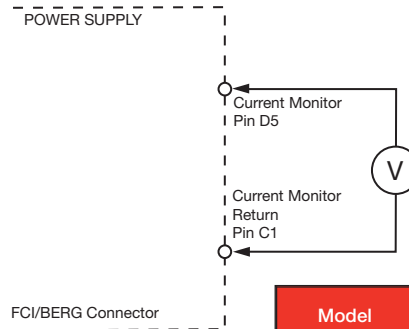 POWER SUPPLY
Current Monitor
Pin D5
V
Current Monitor
Return
Pin C1
FCI/BERG Connector
Model